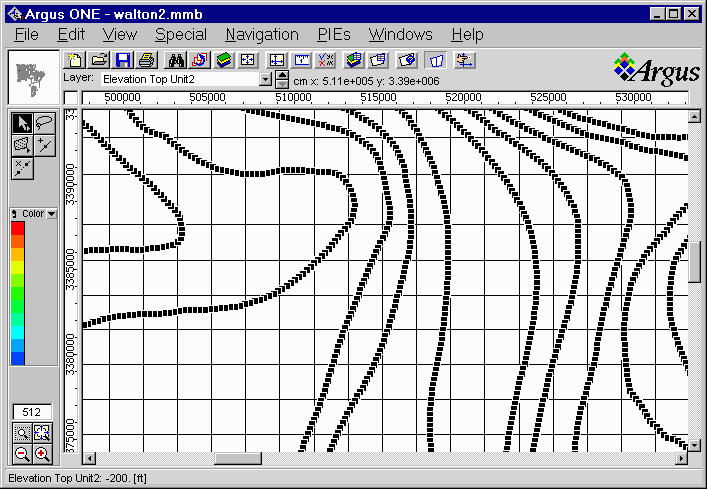 Argus ONE - walton2.mmb
File Edit View Special Navigation PIEs Windows Help
Layer: Elevation Top Unit2 cm x: 5.11e+005 y: 3.39e+006
Argus
500000 505000 510000 515000 520000 525000 530000
3390000
3385000
3380000
375000
Color
512
Elevation Top Unit2: -200. [ft]